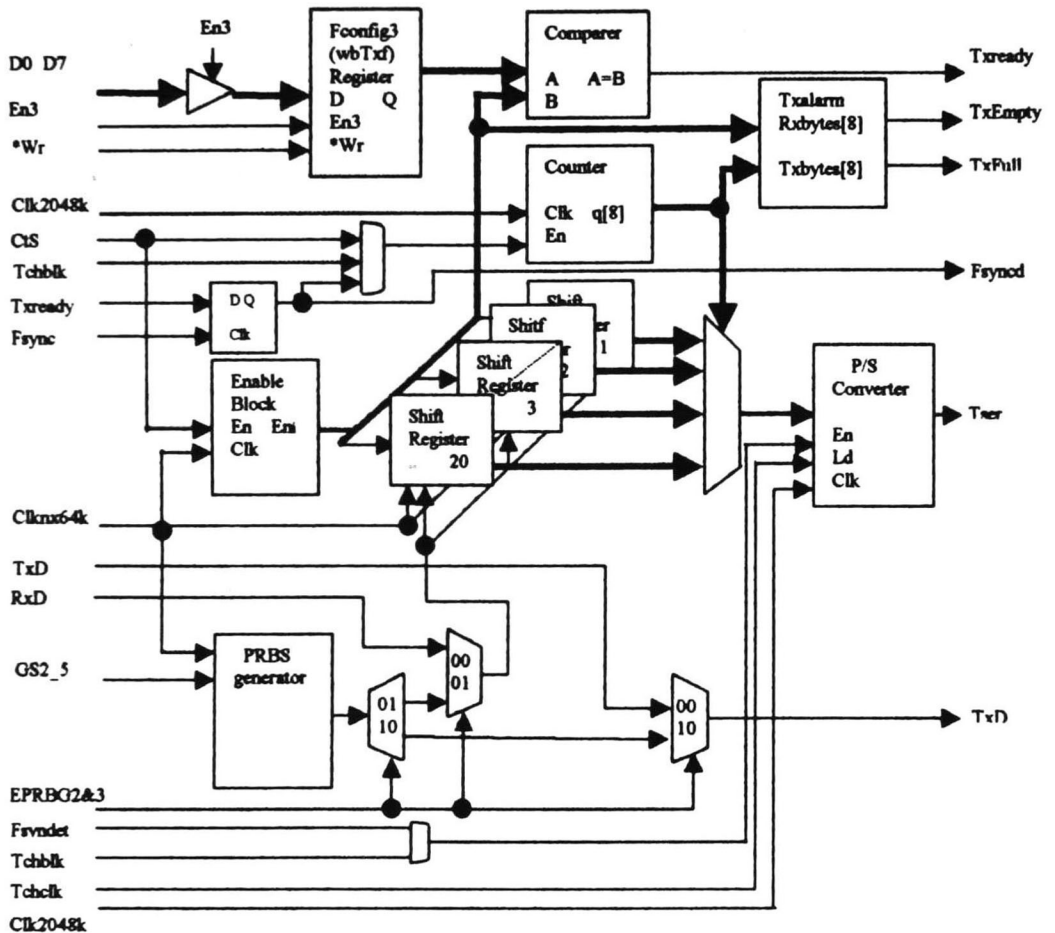 En3
D0 D7
En3
*Wr
Fconfig3
(wbTxf)
Register
D Q
En3
*Wr
Comparer
A A=B
B
Txready
Txalarm
Rxbytes[8]
Txbytes[8]
TxEmpty
TxFull
Clk2048k
CtS
Tchblk
Txready
Fsync
Counter
Clk q[8]
En
D Q
Clk
Fsyncd
Enable
Block
En Eni
Clk
Shift
er
1
Shitf
er
2
Shift
Register
3
Shift
Register
20
P/S
Converter
En
Ld
Clk
Tser
Clknx64k
TxD
RxD
GS2_5
PRBS
generator
01
10
00
01
00
10
TxD
EPRBG2&3
Fsyndet
Tchblk
Tchclk
Clk2048k